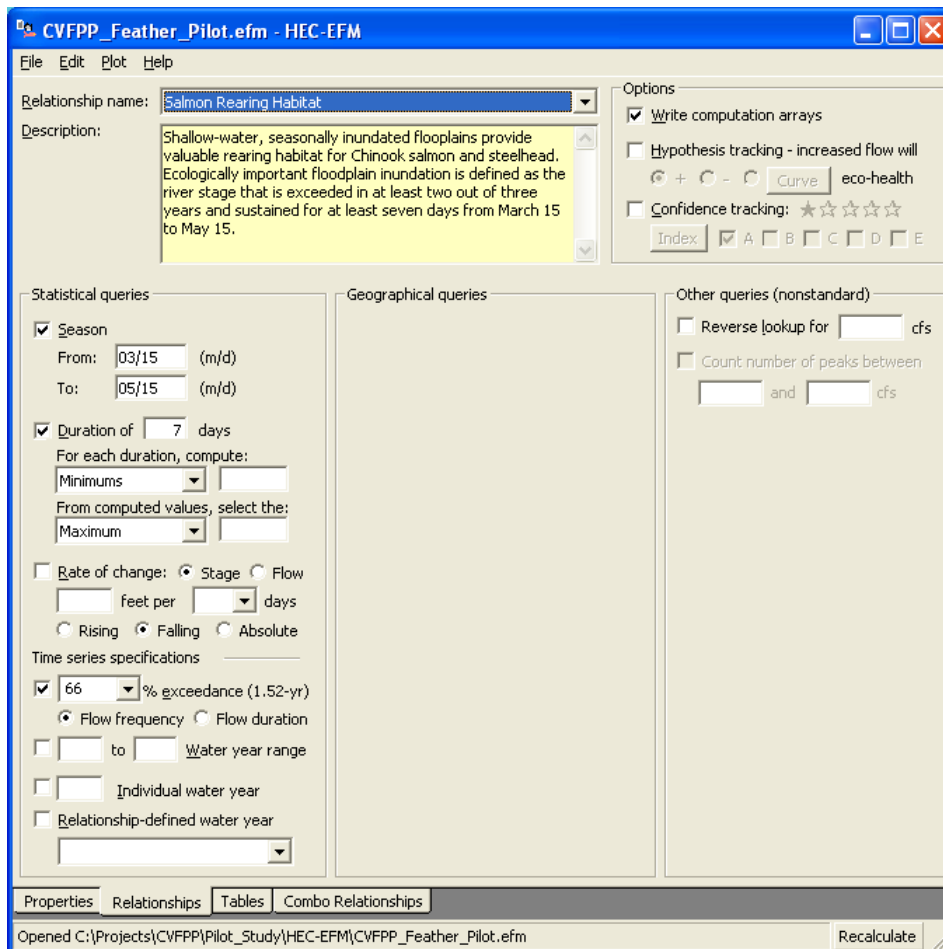 CVFPP_Feather_Pilot.efm - HEC-EFM
File Edit Plot Help
Relationship name: Salmon Rearing Habitat
Description:
Shallow-water, seasonally inundated flooplains provide
valuable rearing habitat for Chinook salmon and steelhead.
Ecologically important floodplain inundation is defined as the
river stage that is exceeded in at least two out of three
years and sustained for at least seven days from March 15
to May 15.
Options
Write computation arrays
Hypothesis tracking - increased flow will
+ - Curve eco-health
Confidence tracking:
Index A B C D E
Statistical queries
Season
From: 03/15 (m/d)
To: 05/15 (m/d)
Duration of 7 days
For each duration, compute:
Minimums
From computed values, select the:
Maximum
Rate of change: Stage Flow
feet per days
Rising Falling Absolute
Time series specifications
66 % exceedance (1.52-yr)
Flow frequency Flow duration
to Water year range
Individual water year
Relationship-defined water year
Geographical queries
Other queries (nonstandard)
Reverse lookup for cfs
Count number of peaks between
and cfs
Properties Relationships Tables Combo Relationships
Opened C:\Projects\CVFPP\Pilot_Study\HEC-EFM\CVFPP_Feather_Pilot.efm Recalculate